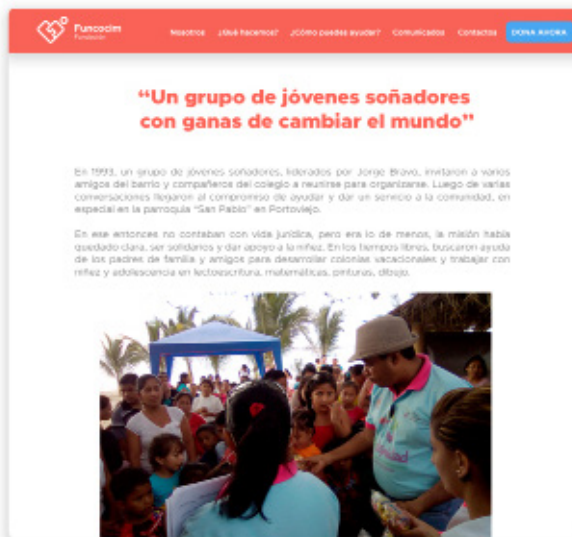 Funcocim
Fundación
Nosotros ¿Qué hacemos? ¿Cómo puedes ayudar? Comunicados Contactos DONA AHORA
“Un grupo de jóvenes soñadores
con ganas de cambiar el mundo”
En 1993, un grupo de jóvenes soñadores, liderados por Jorge Bravo, invitaron a varios
amigos del barrio y compañeros del colegio a reunirse para organizarse. Luego de varias
conversaciones llegaron al compromiso de ayudar y dar un servicio a la comunidad, en
especial en la parroquia “San Pablo” en Portoviejo.
En ese entonces no contaban con vida jurídica, pero era lo de menos, la misión había
quedado clara, ser solidarios y dar apoyo a la niñez. En los tiempos libres, buscaron ayuda
de los padres de familia y amigos para desarrollar colonias vacacionales y trabajar con
niñez y adolescencia en lectoescritura, matemáticas, pinturas, dibujo.